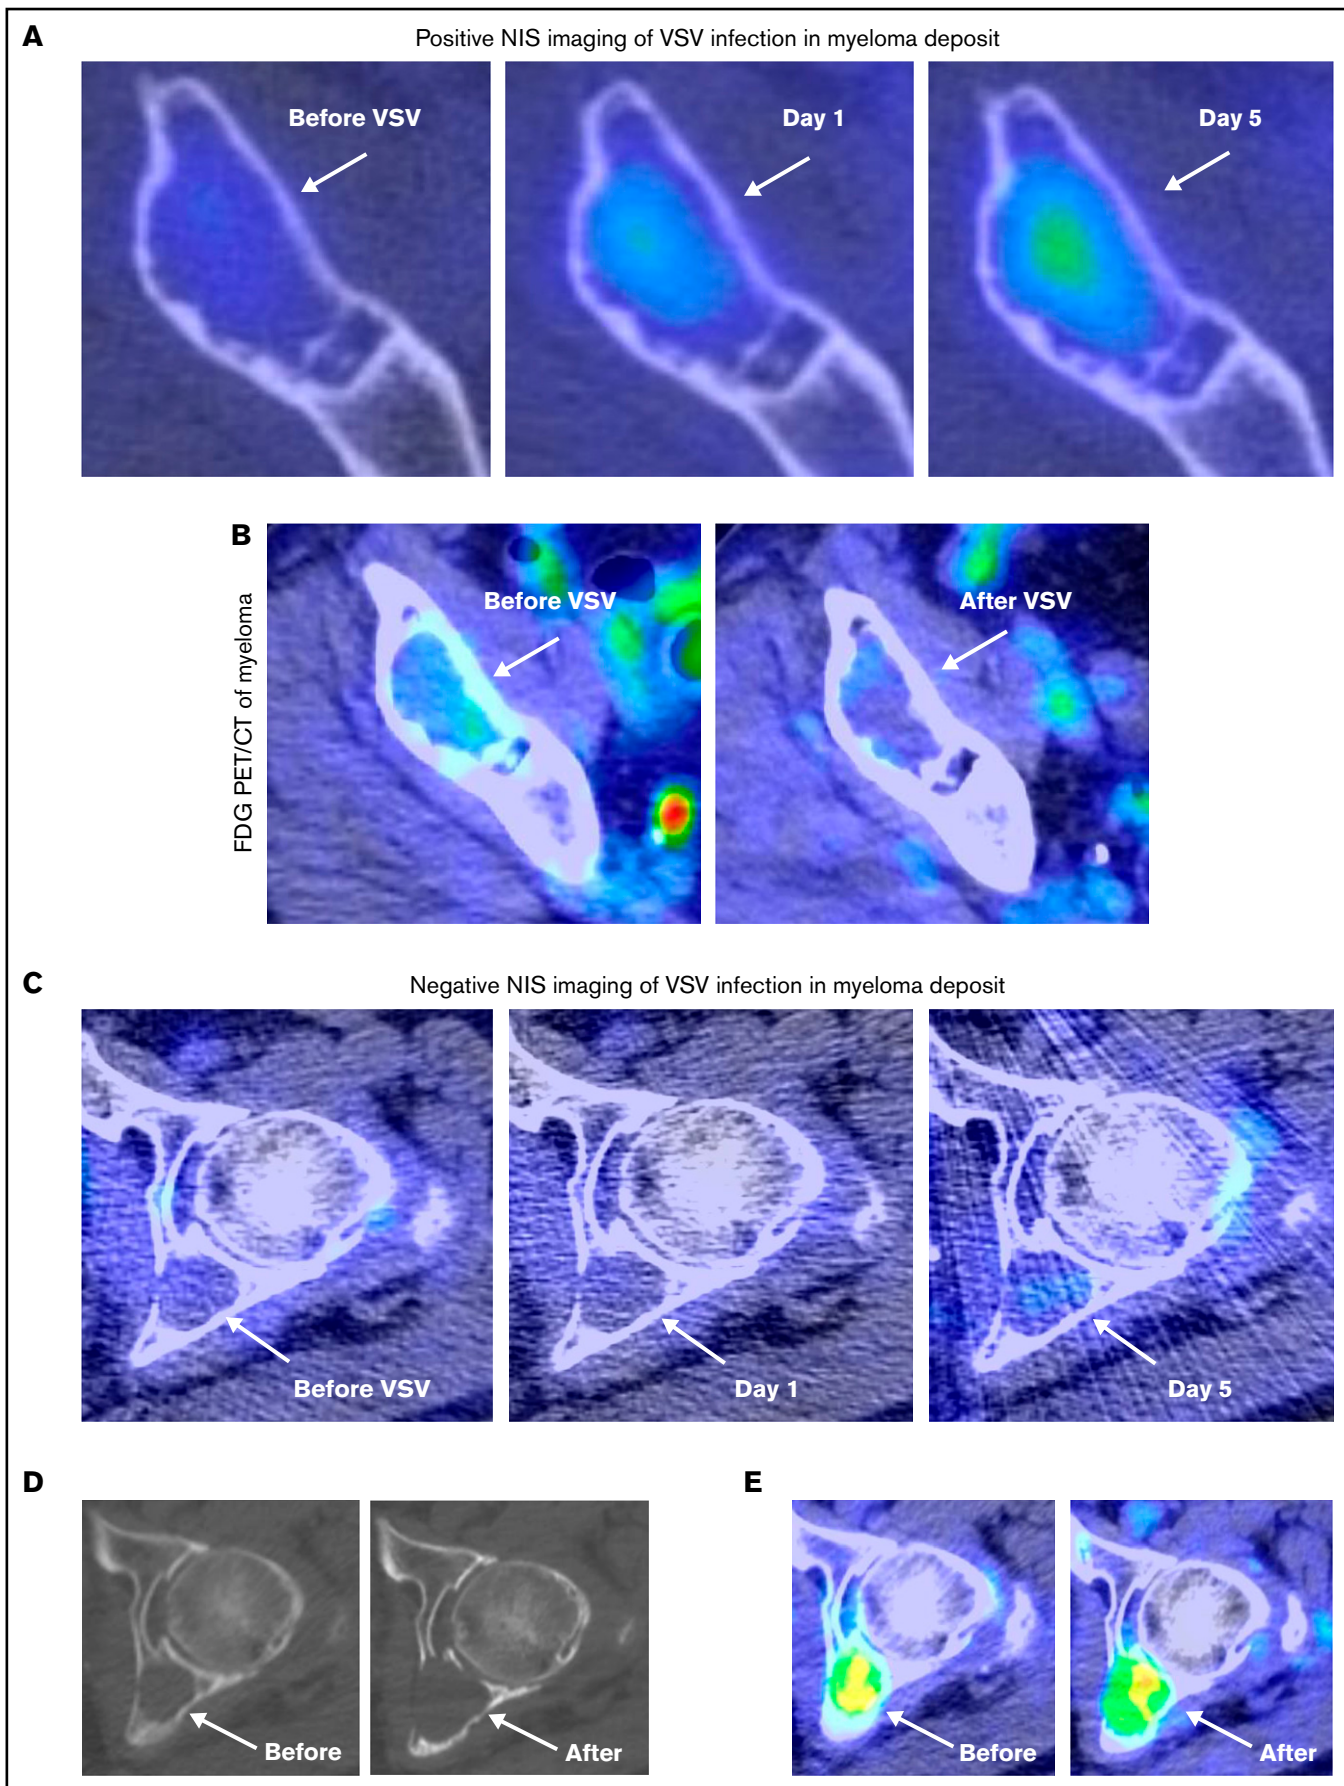 A
Positive NIS imaging of VSV infection in myeloma deposit
Before VSV
Day 1
Day 5
B
FDG PET/CT of myeloma
Before VSV
After VSV
C
Negative NIS imaging of VSV infection in myeloma deposit
Before VSV
Day 1
Day 5
D
Before
After
E
Before
After